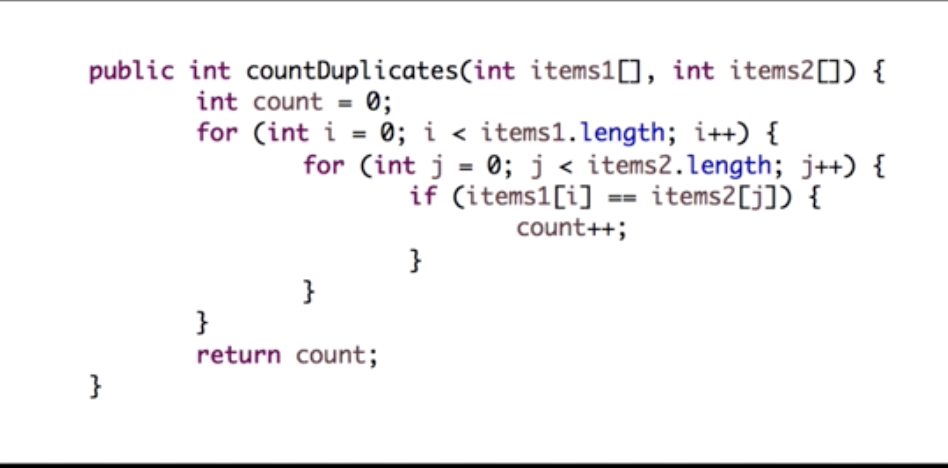 public int countDuplicates(int items1[], int items2[]) {
int count = 0;
for (int i = 0; i < items1.length; i++) {
for (int j = 0; j < items2.length; j++) {
if (items1[i] == items2[j]) {
count++;
}
}
}
return count;
}